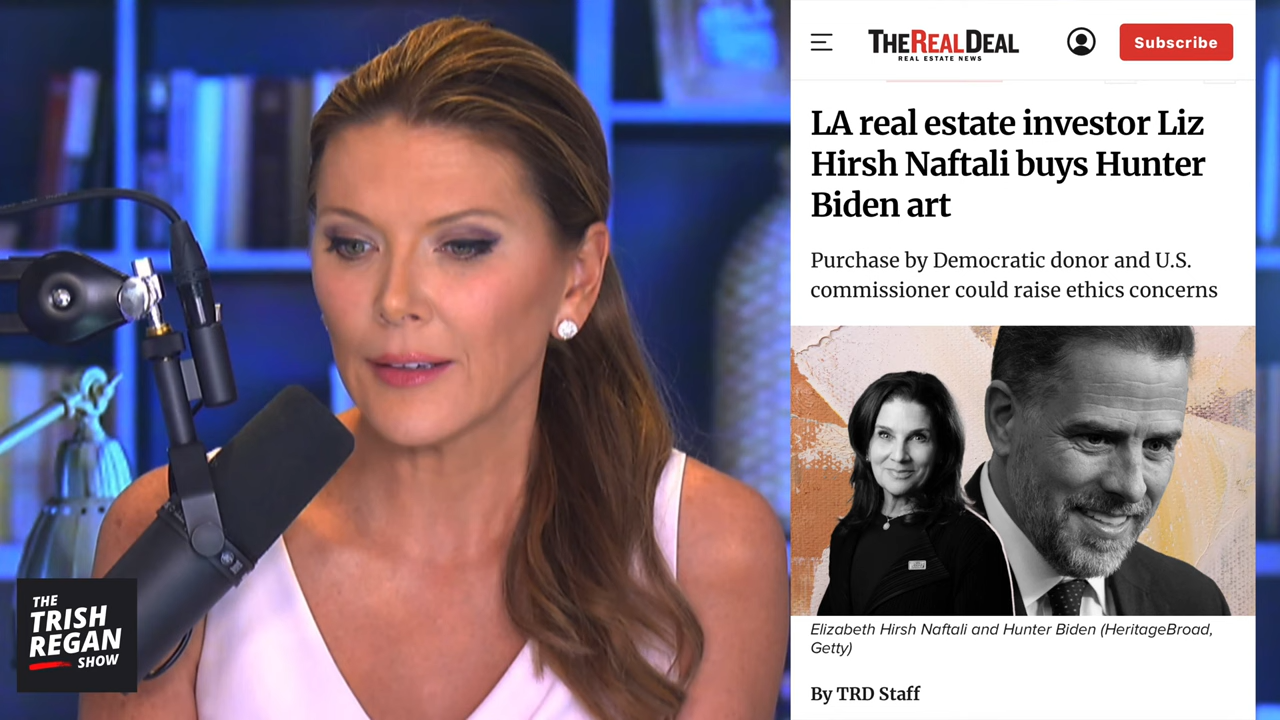 THE
TRISH
REGAN
SHOW
THEREALDEAL
REAL ESTATE NEWS
Subscribe
LA real estate investor Liz
Hirsh Naftali buys Hunter
Biden art
Purchase by Democratic donor and U.S.
commissioner could raise ethics concerns
Elizabeth Hirsh Naftali and Hunter Biden (HeritageBroad,
Getty)
By TRD Staff